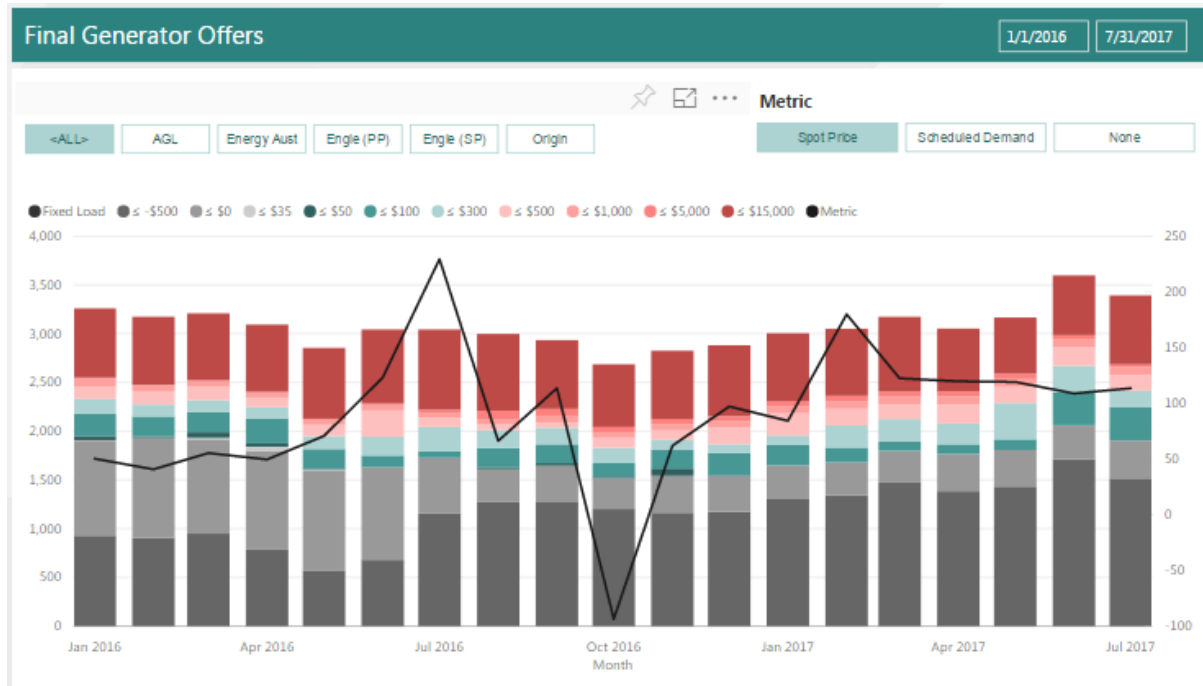 Final Generator Offers
1/1/2016 7/31/2017
Metric
<ALL> AGL Energy Aust Engie (PP) Engie (SP) Origin Spot Price Scheduled Demand None
Fixed Load ≤ -$500 ≤ $0 ≤ $35 ≤ $50 ≤ $100 ≤ $300 ≤ $500 ≤ $1,000 ≤ $5,000 ≤ $15,000 Metric
4,000 250
3,500 200
3,000 150
2,500 100
2,000 50
1,500 0
1,000 -50
500 -100
0
Jan 2016 Apr 2016 Jul 2016 Oct 2016 Jan 2017 Apr 2017 Jul 2017
Month